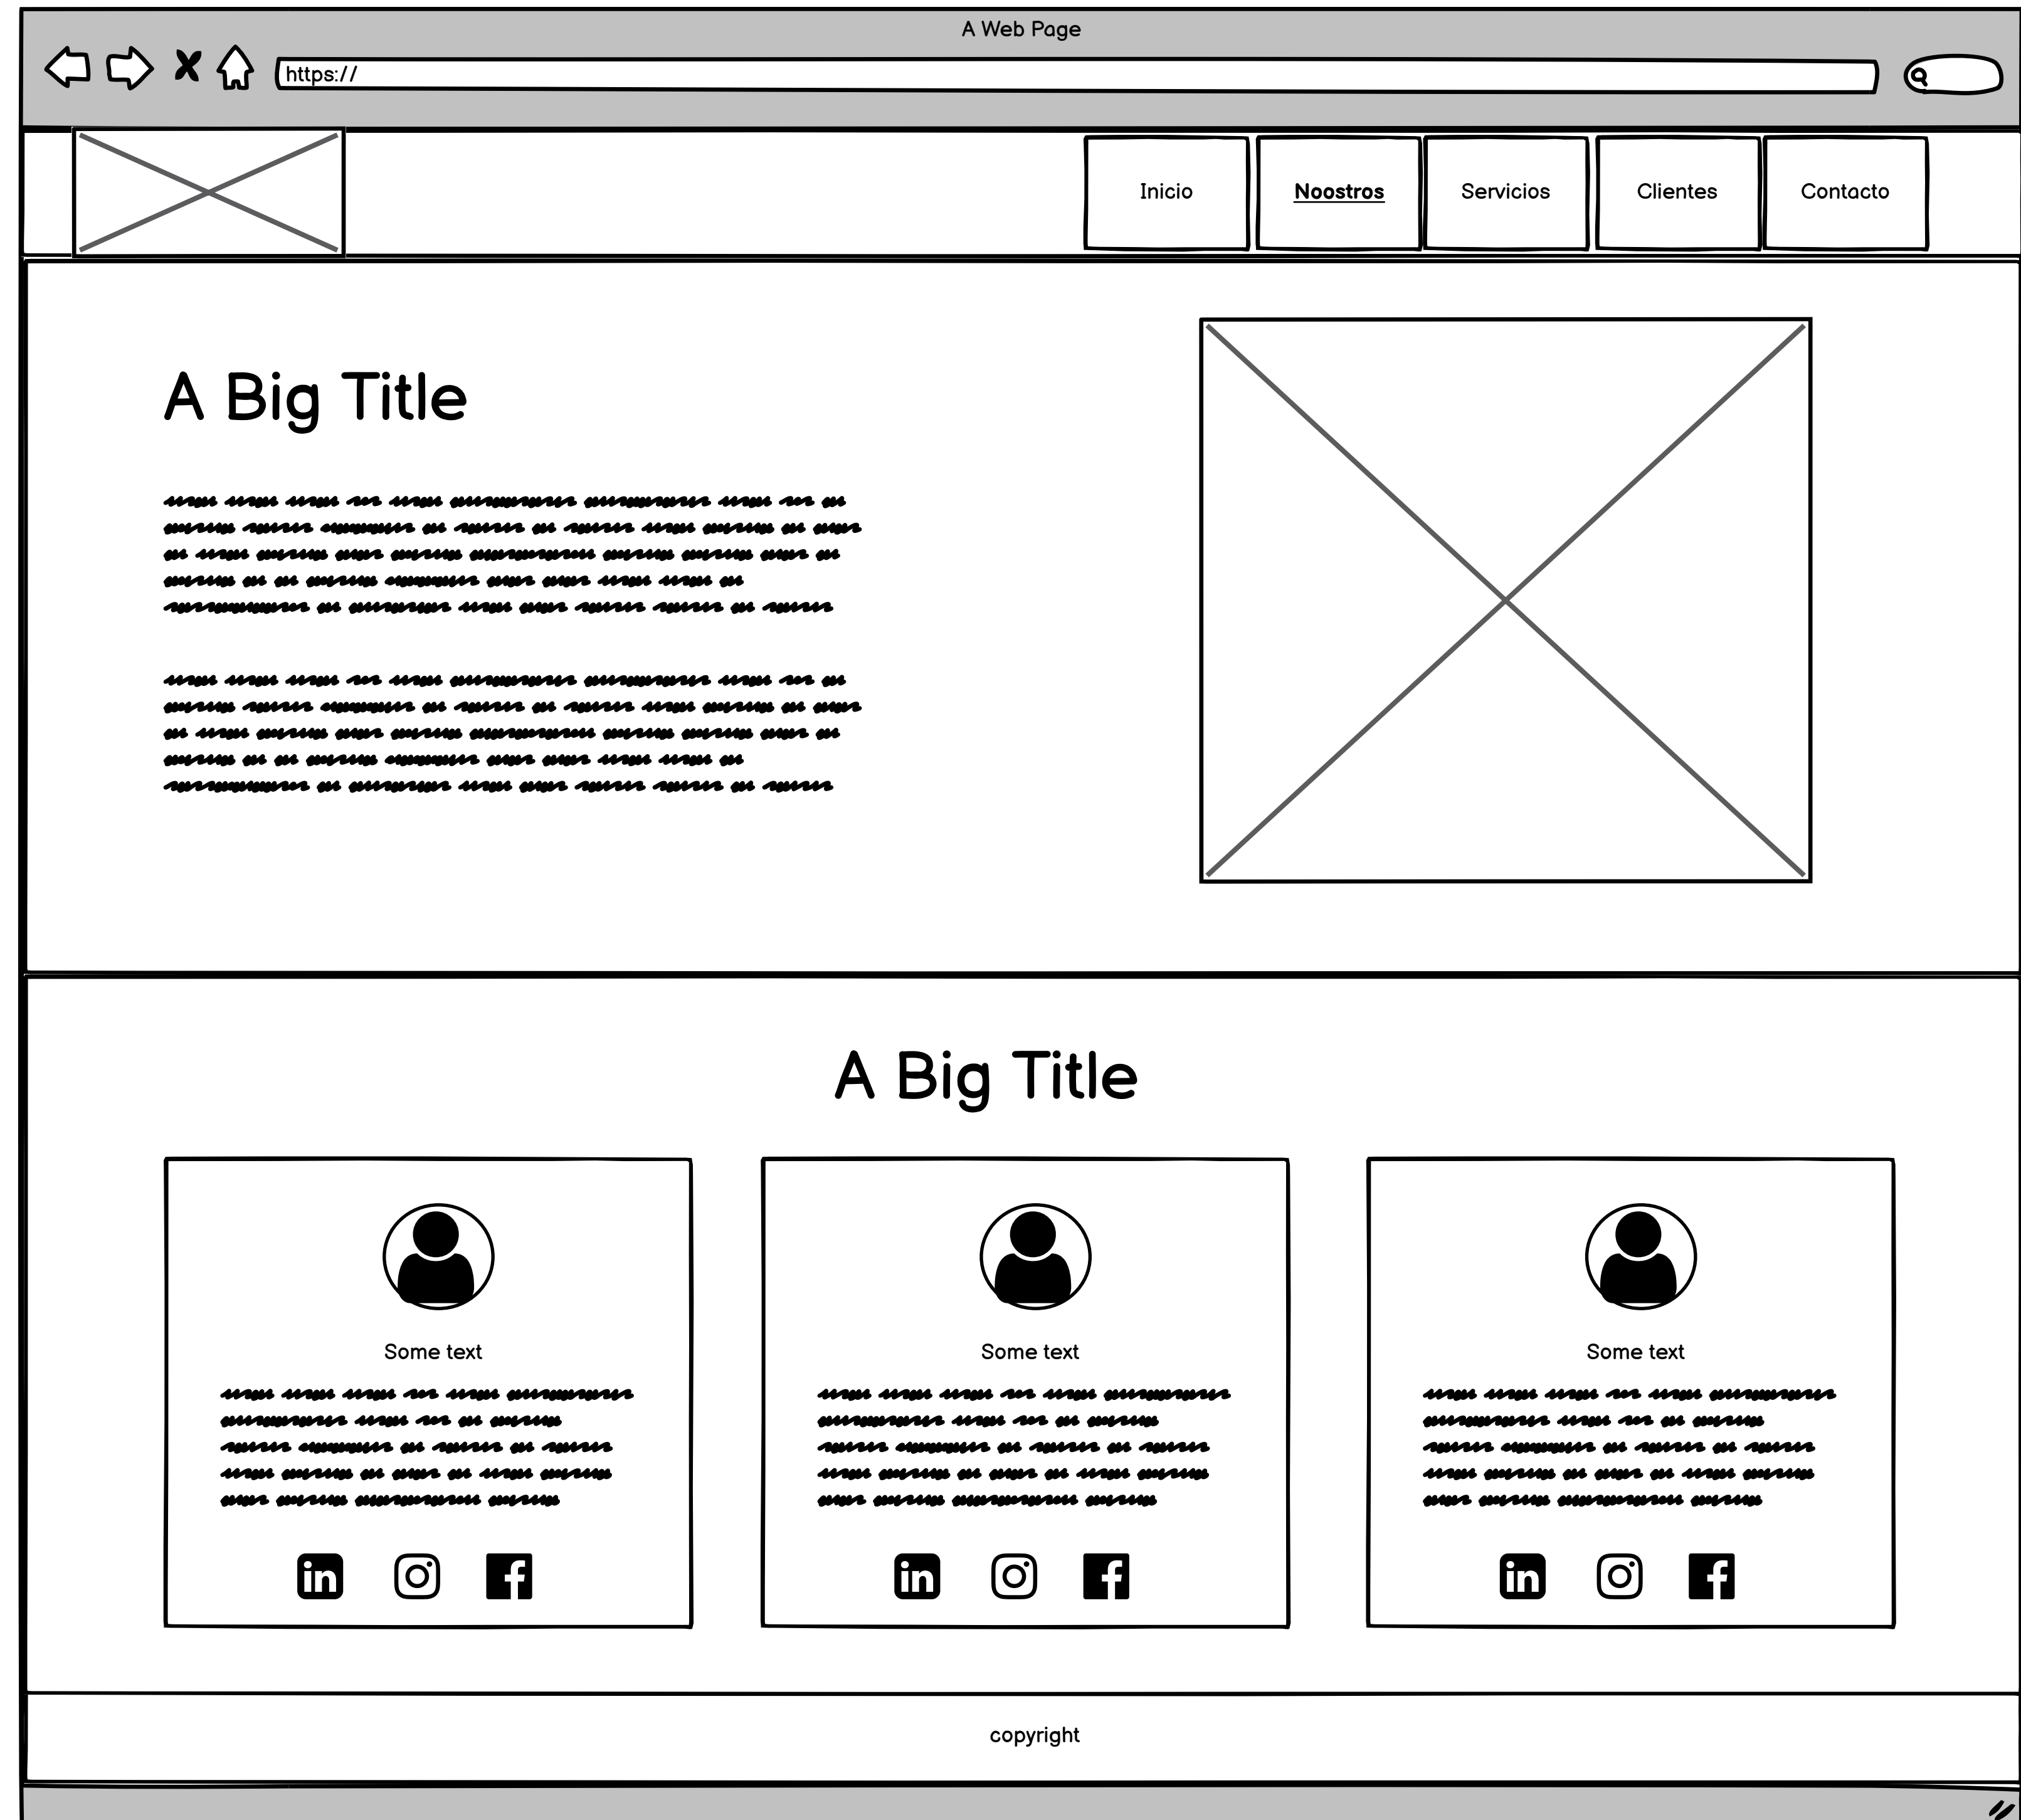 A Web Page
https://
Inicio
Noostros
Servicios
Clientes
Contacto
A Big Title
A Big Title
Some text
Some text
Some text
copyright